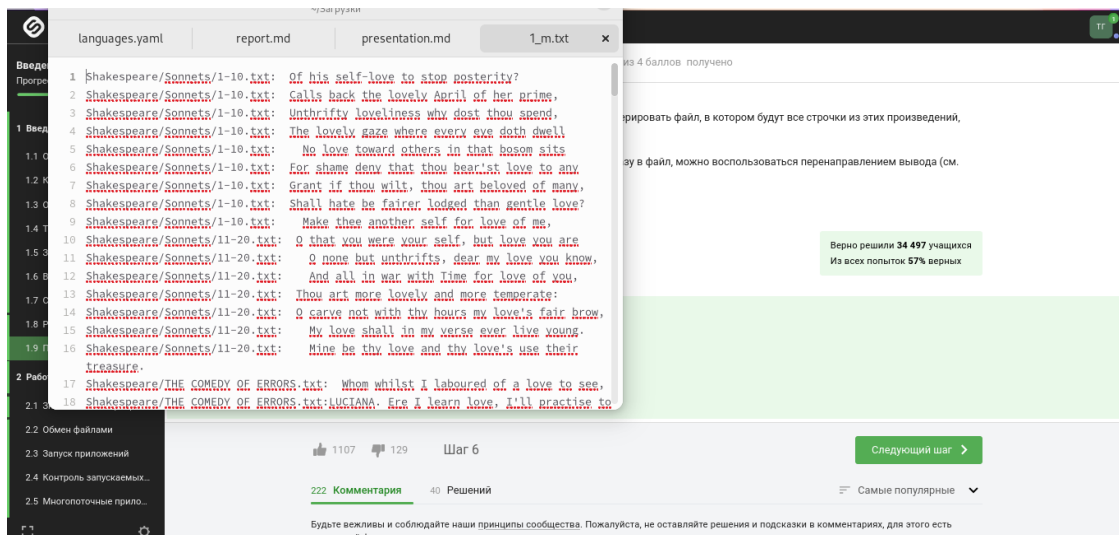 ~/Загрузки
languages.yaml
report.md
presentation.md
1_m.txt
×
1 Shakespeare/Sonnets/1-10.txt:  Of his self-love to stop posterity?
2 Shakespeare/Sonnets/1-10.txt:  Calls back the lovely April of her prime,
3 Shakespeare/Sonnets/1-10.txt:  Unthrifty loveliness why dost thou spend,
4 Shakespeare/Sonnets/1-10.txt:  The lovely gaze where every eye doth dwell
5 Shakespeare/Sonnets/1-10.txt:    No love toward others in that bosom sits
6 Shakespeare/Sonnets/1-10.txt:  For shame deny that thou bear'st love to any
7 Shakespeare/Sonnets/1-10.txt:  Grant if thou wilt, thou art beloved of many,
8 Shakespeare/Sonnets/1-10.txt:  Shall hate be fairer lodged than gentle love?
9 Shakespeare/Sonnets/1-10.txt:    Make thee another self for love of me,
10 Shakespeare/Sonnets/11-20.txt:  O that you were your self, but love you are
11 Shakespeare/Sonnets/11-20.txt:    O none but unthrifts, dear my love you know,
12 Shakespeare/Sonnets/11-20.txt:    And all in war with Time for love of you,
13 Shakespeare/Sonnets/11-20.txt:  Thou art more lovely and more temperate:
14 Shakespeare/Sonnets/11-20.txt:  O carve not with thy hours my love's fair brow,
15 Shakespeare/Sonnets/11-20.txt:    My love shall in my verse ever live young.
16 Shakespeare/Sonnets/11-20.txt:    Mine be thy love and thy love's use their
treasure.
17 Shakespeare/THE COMEDY OF ERRORS.txt:  Whom whilst I laboured of a love to see,
18 Shakespeare/THE COMEDY OF ERRORS.txt:LUCIANA. Ere I learn love, I'll practise to
ТГ
1
из 4 баллов получено
файл, в котором будут все строчки из этих произведений,
в файл, можно воспользоваться перенаправлением вывода (см.
Верно решили 34 497 учащихся
Из всех попыток 57% верных
1
1.1
1.2
1.3
1.4
1.5
1.6
1.7
1.8
1.9
2
2.1
2.2 Обмен файлами
2.3 Запуск приложений
2.4 Контроль запускаемых...
2.5 Многопоточные прило...
1107
129
Шаг 6
Следующий шаг
222 Комментария
40 Решений
Самые популярные
Будьте вежливы и соблюдайте наши принципы сообщества. Пожалуйста, не оставляйте решения и подсказки в комментариях, для этого есть